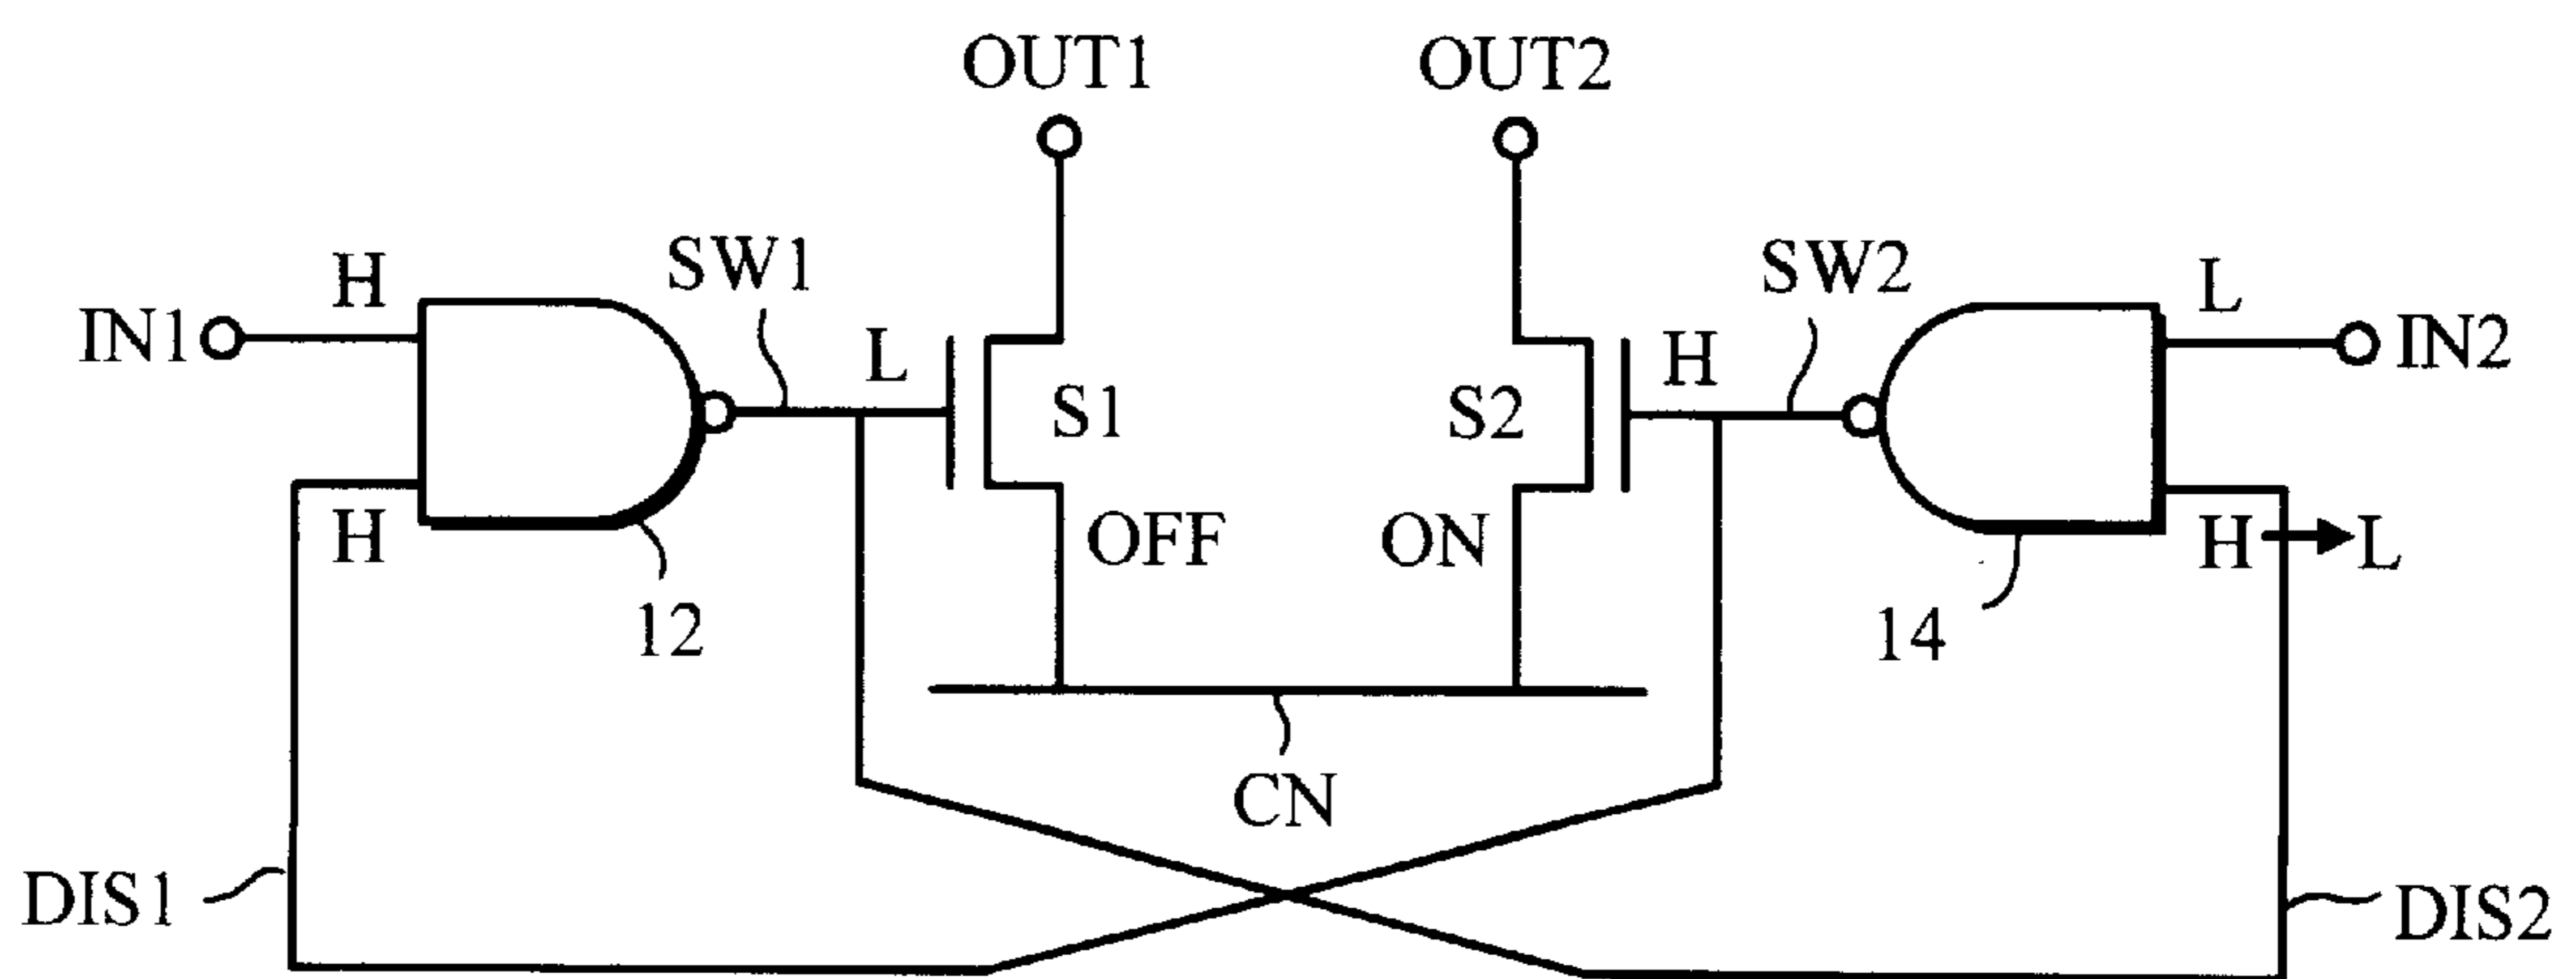 OUT1
OUT2
SW1
SW2
H
L
IN1
L
H
IN2
S1
S2
H
OFF
ON
H
L
12
14
CN
DIS1
DIS2